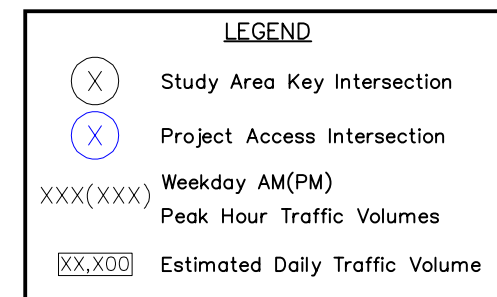 LEGEND
X Study Area Key Intersection
X Project Access Intersection
XXX(XXX) Weekday AM(PM)
Peak Hour Traffic Volumes
XX,X00 Estimated Daily Traffic Volume